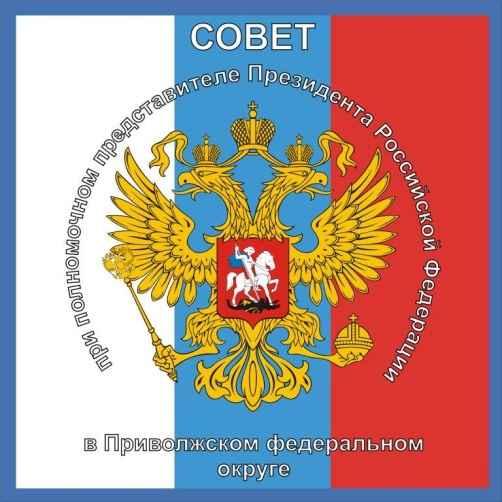 СОВЕТ
при полномочном представителе Президента Российской Федерации
в Приволжском федеральном
округе